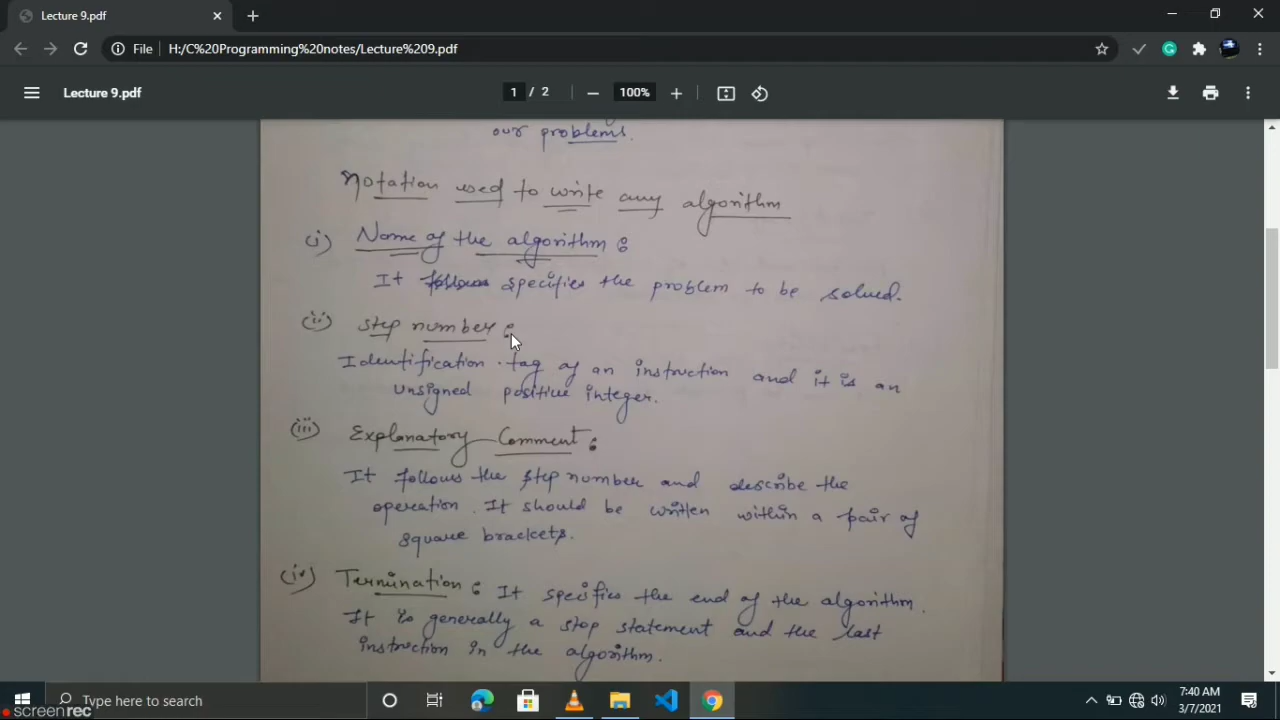 Lecture 9.pdf
File
H:/C%20Programming%20notes/Lecture%209.pdf
Lecture 9.pdf
1 / 2
100%
our problems.
Notation used to write any algorithm
(i) Name of the algorithm :
It specifies the problem to be solved.
(ii) step number :
Identification tag of an instruction and it is an
unsigned positive integer.
(iii) Explanatory Comment :
It follows the step number and describe the
operation. It should be written within a pair of
square brackets.
(iv) Termination : It specifies the end of the algorithm.
It is generally a stop statement and the last
instruction in the algorithm.
Type here to search
7:40 AM
3/7/2021
screenrec